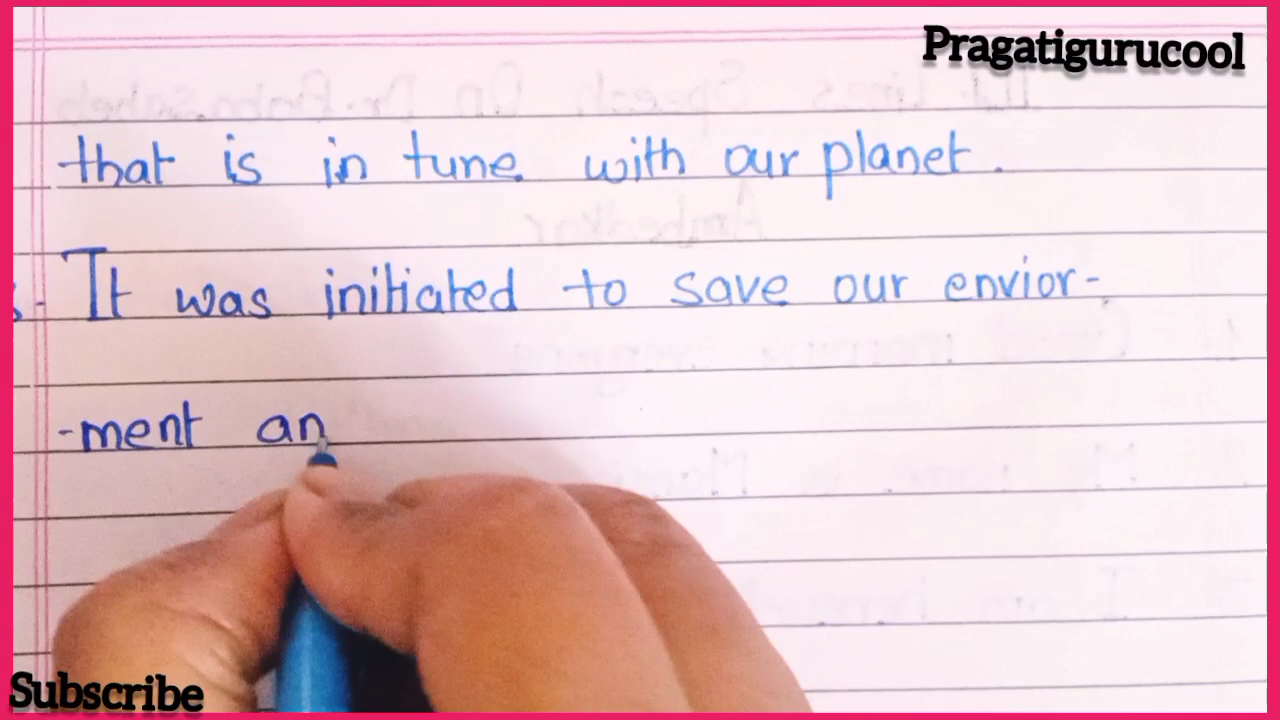 Pragatigurucool
that is in tune with our planet.
. It was initiated to save our envior-
-ment an
Subscribe